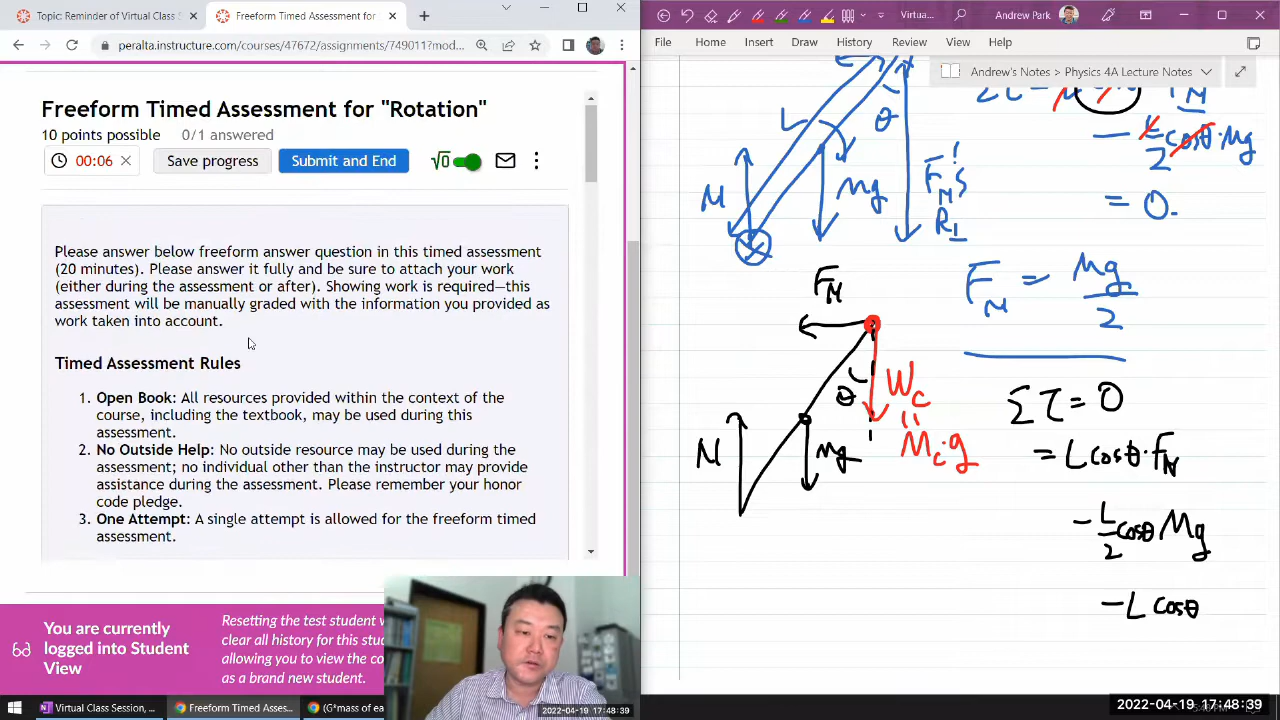 Topic Reminder of Virtual Class S
Freeform Timed Assessment for
peralta.instructure.com/courses/47672/assignments/749011?mod...
Freeform Timed Assessment for "Rotation"
10 points possible 0/1 answered
00:06
Save progress
Submit and End
√0
Please answer below freeform answer question in this timed assessment
(20 minutes). Please answer it fully and be sure to attach your work
(either during the assessment or after). Showing work is required—this
assessment will be manually graded with the information you provided as
work taken into account.
Timed Assessment Rules
1. Open Book: All resources provided within the context of the
course, including the textbook, may be used during this
assessment.
2. No Outside Help: No outside resource may be used during the
assessment; no individual other than the instructor may provide
assistance during the assessment. Please remember your honor
code pledge.
3. One Attempt: A single attempt is allowed for the freeform timed
assessment.
You are currently
logged into Student
View
Resetting the test student
clear all history for this stu
allowing you to view the co
as a brand new student.
Virtual Class Session...
Freeform Timed Asses...
(G*mass of ea
2022-04-19 17:48:39
Virtua...
Andrew Park
File Home Insert Draw History Review View Help
Andrew's Notes > Physics 4A Lecture Notes
L
θ
N
Mg
F_N's
R⊥
- L/2 cosθ·Mg
= 0.
F_N = Mg/2
F_N
θ
W_c
=
M_c·g
N
Mg
Στ = 0
= L cosθ·F_N
- L/2 cosθ Mg
- L cosθ
2022-04-19 17:48:39